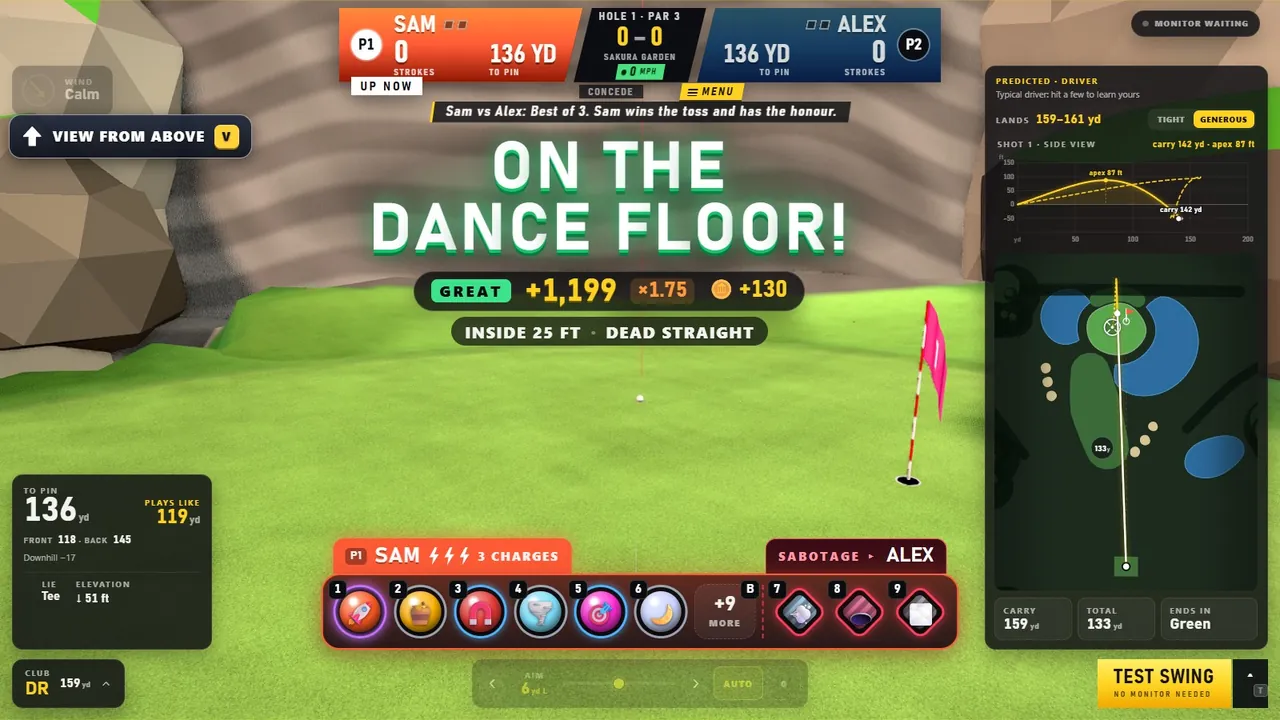 P1
SAM
0
STROKES
136 YD
TO PIN
UP NOW
HOLE 1 · PAR 3
0 – 0
SAKURA GARDEN
0 MPH
CONCEDE
MENU
136 YD
TO PIN
ALEX
0
STROKES
P2
MONITOR WAITING
WIND
Calm
VIEW FROM ABOVE V
Sam vs Alex: Best of 3. Sam wins the toss and has the honour.
ON THE
DANCE FLOOR!
GREAT +1,199 ×1.75 +130
INSIDE 25 FT · DEAD STRAIGHT
PREDICTED · DRIVER
Typical driver: hit a few to learn yours
LANDS 159–161 yd TIGHT GENEROUS
SHOT 1 · SIDE VIEW carry 142 yd · apex 87 ft
ft
150
100
50
0
−50
apex 87 ft
carry 142 yd
yd 50 100 150 200
133y
CARRY
159 yd
TOTAL
133 yd
ENDS IN
Green
TO PIN
136 yd
PLAYS LIKE
119 yd
FRONT 118 · BACK 145
Downhill −17
LIE
Tee
ELEVATION
↓ 51 ft
CLUB
DR 159 yd
P1 SAM 3 CHARGES
SABOTAGE ▸ ALEX
1 2 3 4 5 6 B 7 8 9
+9
MORE
AIM
6 yd L
AUTO
TEST SWING
NO MONITOR NEEDED
T